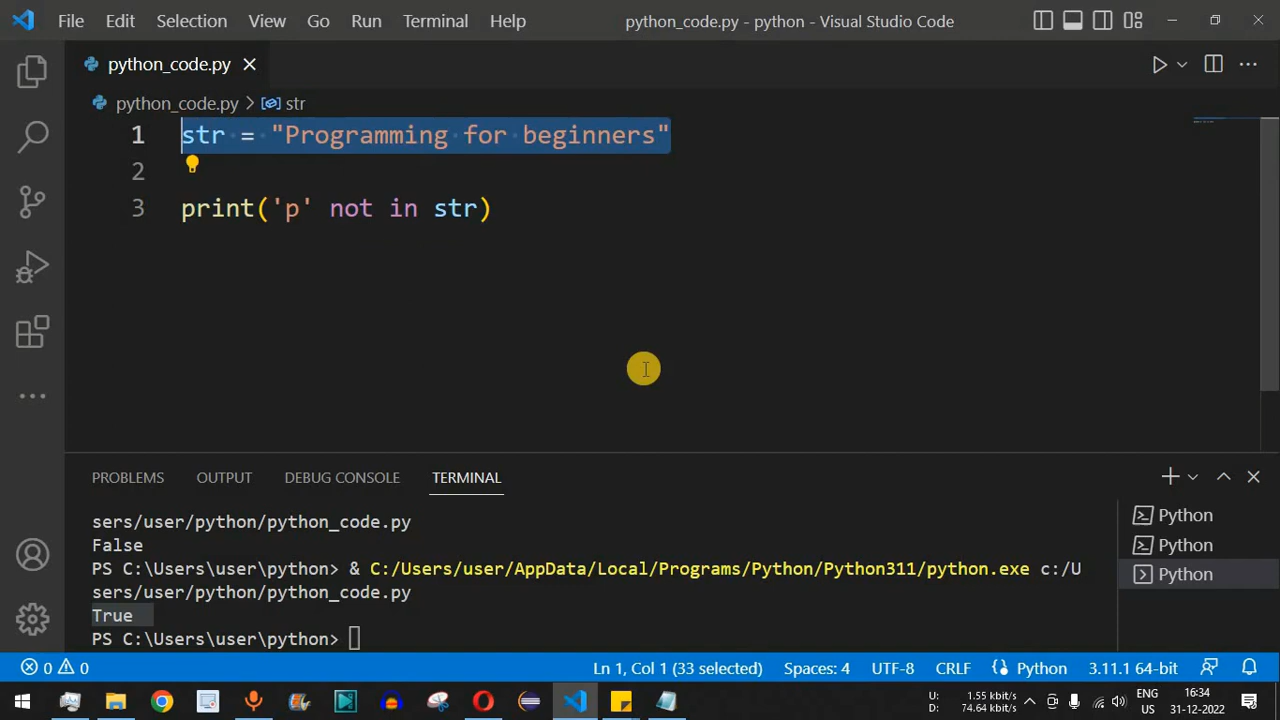 File Edit Selection View Go Run Terminal Help python_code.py - python - Visual Studio Code
python_code.py
python_code.py > str
1 str = "Programming for beginners"
2
3 print('p' not in str)
PROBLEMS OUTPUT DEBUG CONSOLE TERMINAL
sers/user/python/python_code.py
False
PS C:\Users\user\python> & C:/Users/user/AppData/Local/Programs/Python/Python311/python.exe c:/U
sers/user/python/python_code.py
True
PS C:\Users\user\python>
Python
Python
Python
0 0 Ln 1, Col 1 (33 selected) Spaces: 4 UTF-8 CRLF Python 3.11.1 64-bit
U: 1.55 kbit/s
D: 74.64 kbit/s
ENG
US
16:34
31-12-2022